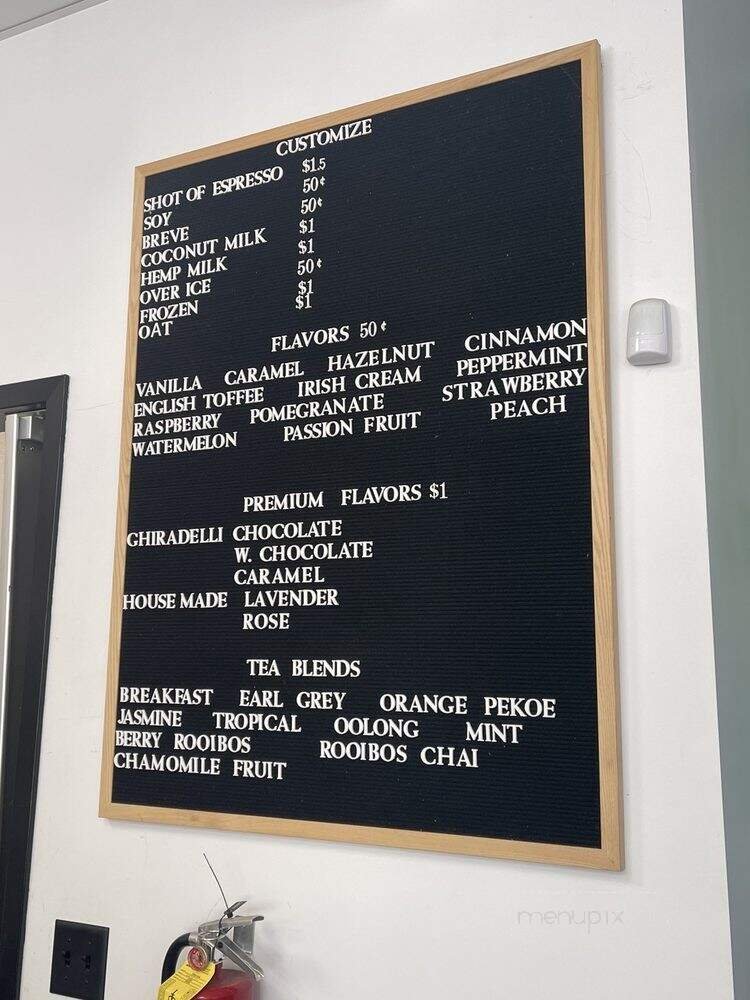 CUSTOMIZE
SHOT OF ESPRESSO $1.5
SOY 50¢
BREVE 50¢
COCONUT MILK $1
HEMP MILK $1
OVER ICE 50¢
FROZEN $1
OAT $1
FLAVORS 50¢
VANILLA CARAMEL HAZELNUT CINNAMON
ENGLISH TOFFEE IRISH CREAM PEPPERMINT
RASPBERRY POMEGRANATE STRAWBERRY
WATERMELON PASSION FRUIT PEACH
PREMIUM FLAVORS $1
GHIRADELLI CHOCOLATE
W. CHOCOLATE
CARAMEL
HOUSE MADE LAVENDER
ROSE
TEA BLENDS
BREAKFAST EARL GREY ORANGE PEKOE
JASMINE TROPICAL OOLONG MINT
BERRY ROOIBOS ROOIBOS CHAI
CHAMOMILE FRUIT
menupix